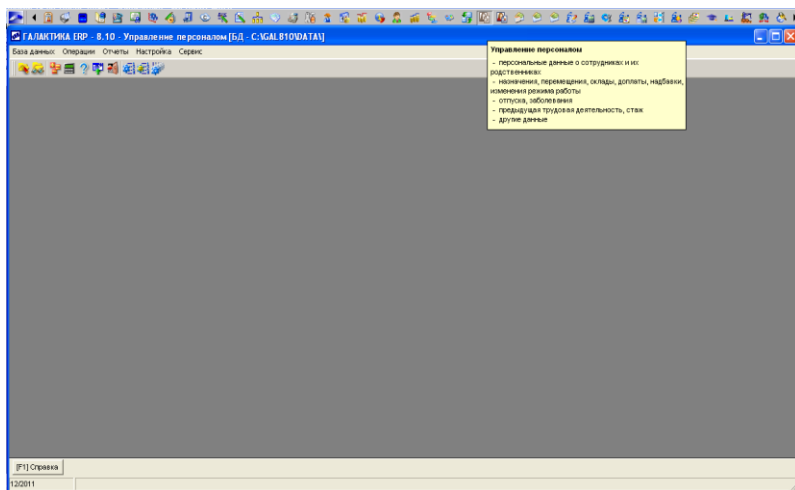 ГАЛАКТИКА ERP - 8.10 - Управление персоналом [БД - C:\GAL810\DATA\]
База данных Операции Отчеты Настройка Сервис
Управление персоналом
- персональные данные о сотрудниках и их
родственниках
- назначения, перемещения, оклады, доплаты, надбавки,
изменения режима работы
- отпуска, заболевания
- предыдущая трудовая деятельность, стаж
- другие данные
[F1] Справка
12/2011